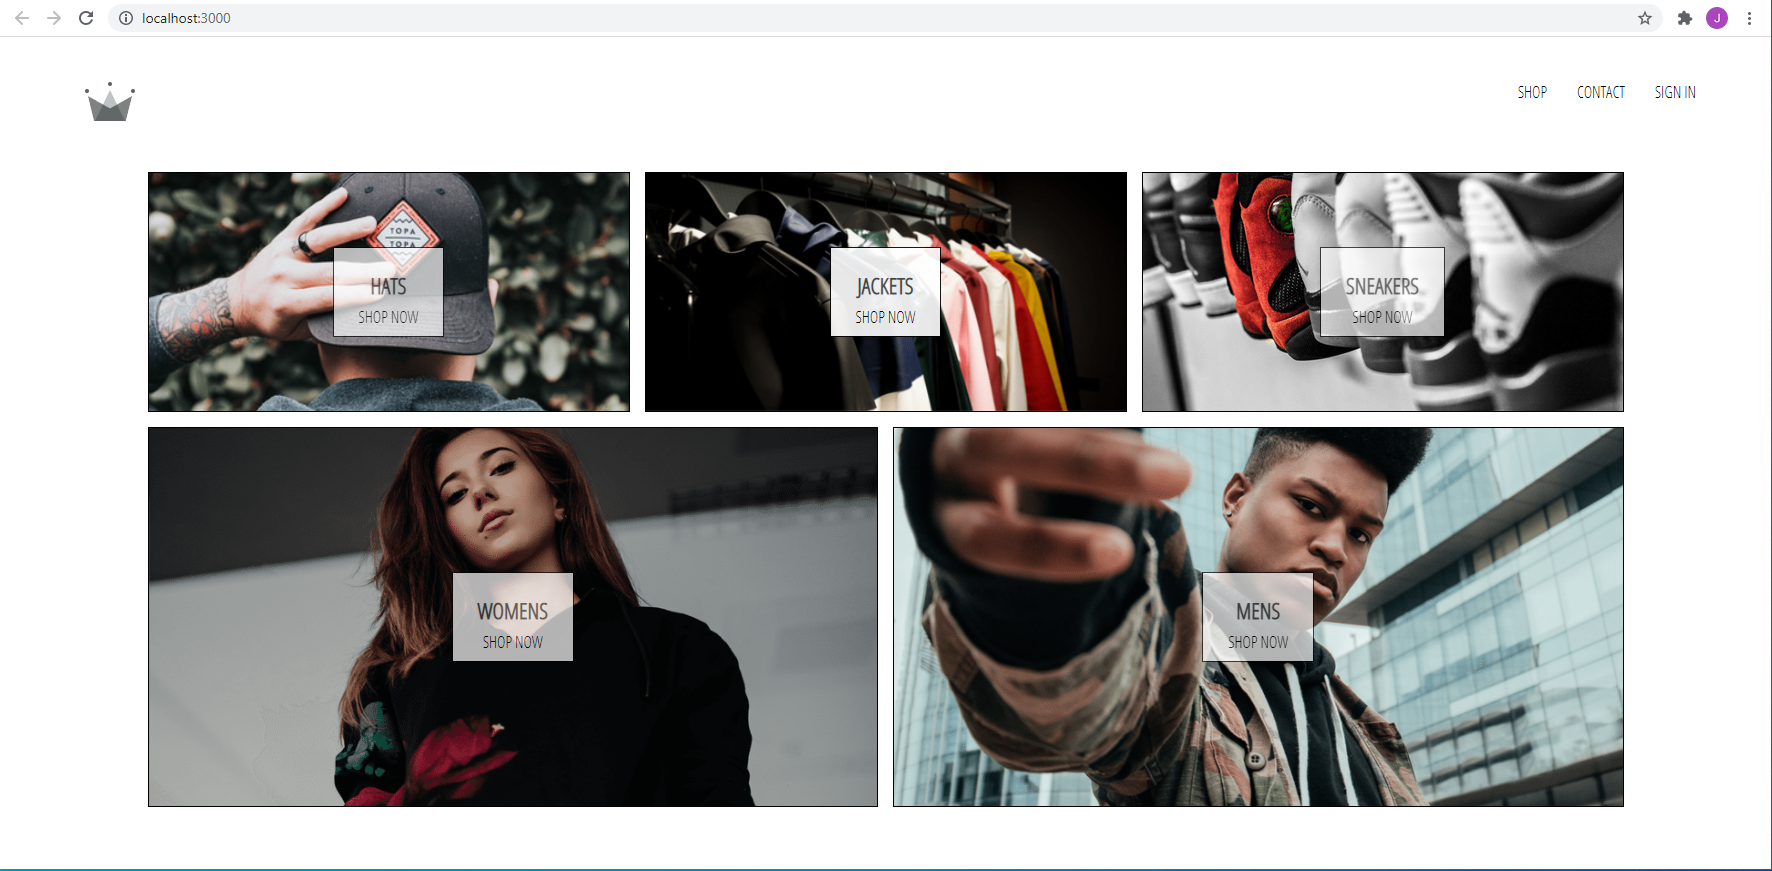 localhost:3000
J
SHOP CONTACT SIGN IN
TOPA
TOPA
HATS
SHOP NOW
JACKETS
SHOP NOW
SNEAKERS
SHOP NOW
WOMENS
SHOP NOW
MENS
SHOP NOW